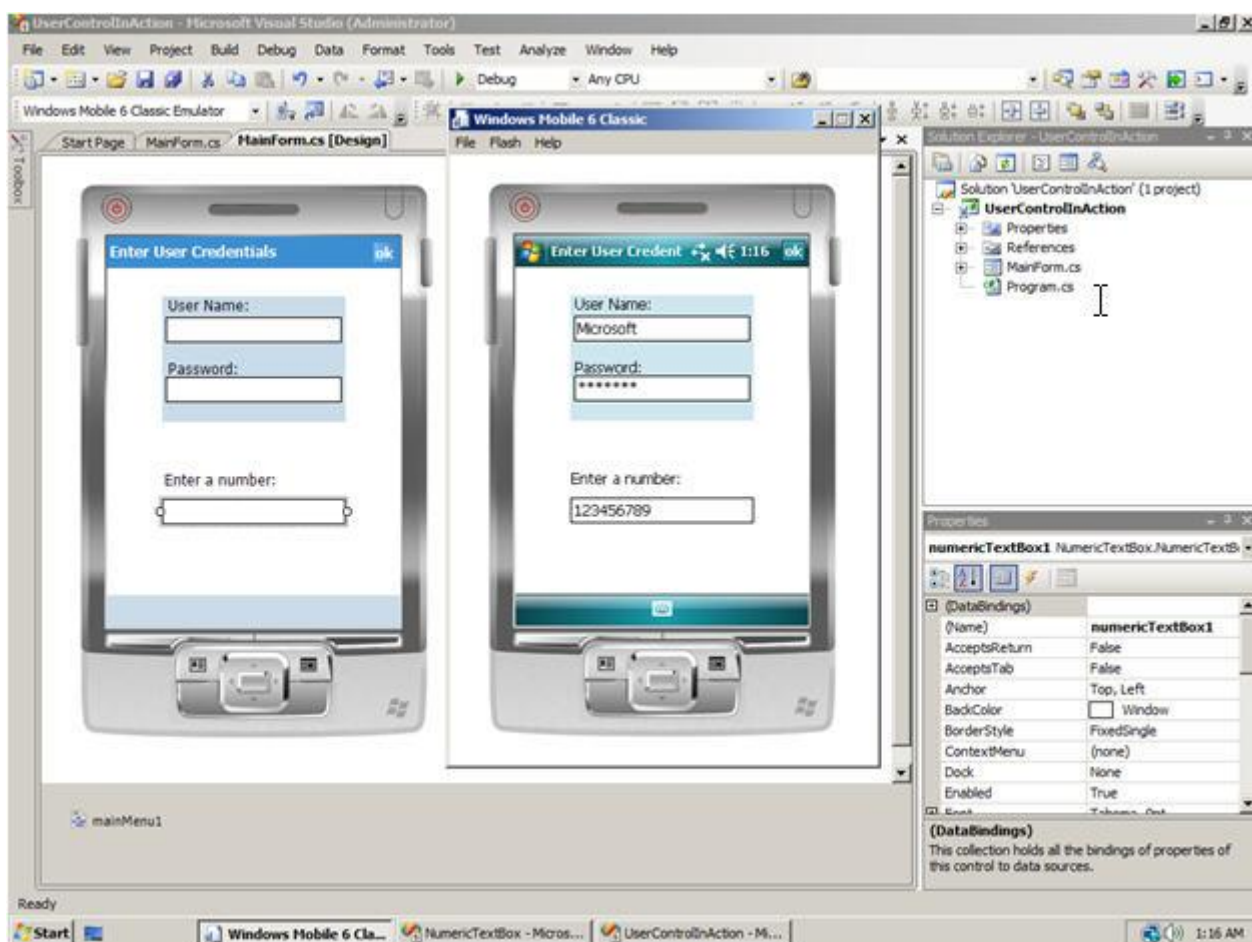 UserControlInAction - Microsoft Visual Studio (Administrator)
File Edit View Project Build Debug Data Format Tools Test Analyze Window Help
Debug Any CPU
Windows Mobile 6 Classic Emulator
Toolbox
Start Page MainForm.cs MainForm.cs [Design]
Enter User Credentials ok
User Name:
Password:
Enter a number:
mainMenu1
Windows Mobile 6 Classic
File Flash Help
Enter User Credent 1:16 ok
User Name:
Microsoft
Password:
*******
Enter a number:
123456789
Solution Explorer - UserControlInAction
Solution 'UserControlInAction' (1 project)
UserControlInAction
Properties
References
MainForm.cs
Program.cs
Properties
numericTextBox1 NumericTextBox.NumericTextB
(DataBindings)
(Name) numericTextBox1
AcceptsReturn False
AcceptsTab False
Anchor Top, Left
BackColor Window
BorderStyle FixedSingle
ContextMenu (none)
Dock None
Enabled True
(DataBindings)
This collection holds all the bindings of properties of
this control to data sources.
Ready
Start Windows Mobile 6 Cla... NumericTextBox - Micros... UserControlInAction - Mi... 1:16 AM